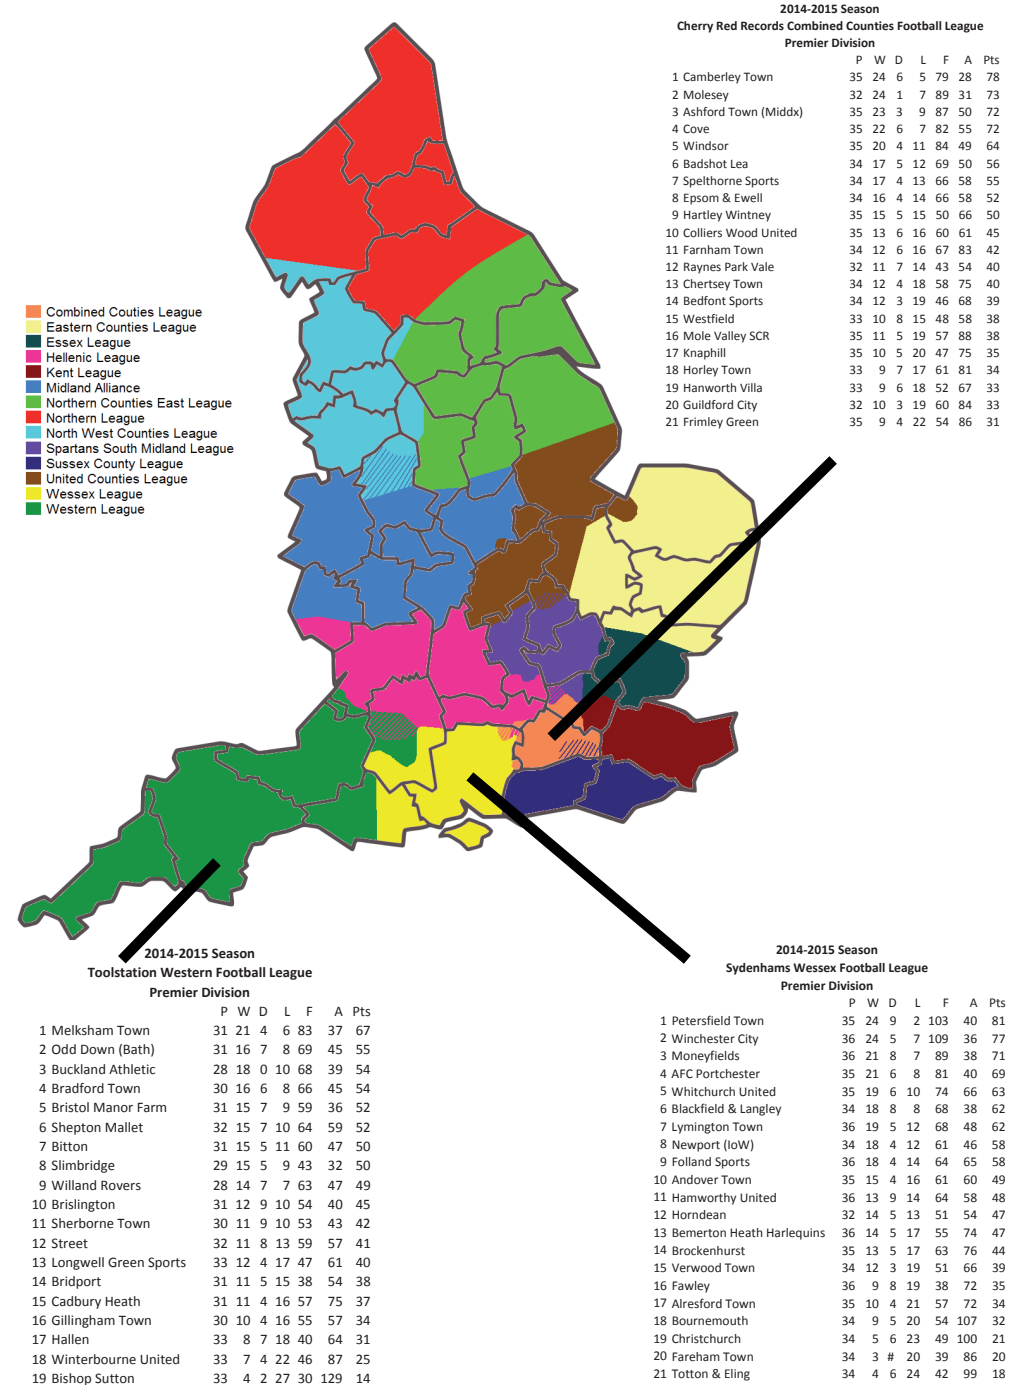 2014-2015 Season
Cherry Red Records Combined Counties Football League
Premier Division
P W D L F A Pts
1 Camberley Town 35 24 6 5 79 28 78
2 Molesey 32 24 1 7 89 31 73
3 Ashford Town (Middx) 35 23 3 9 87 50 72
4 Cove 35 22 6 7 82 55 72
5 Windsor 35 20 4 11 84 49 64
6 Badshot Lea 34 17 5 12 69 50 56
7 Spelthorne Sports 34 17 4 13 66 58 55
8 Epsom & Ewell 34 16 4 14 66 58 52
9 Hartley Wintney 35 15 5 15 50 66 50
10 Colliers Wood United 35 13 6 16 60 61 45
11 Farnham Town 34 12 6 16 67 83 42
12 Raynes Park Vale 32 11 7 14 43 54 40
13 Chertsey Town 34 12 4 18 58 75 40
14 Bedfont Sports 34 12 3 19 46 68 39
15 Westfield 33 10 8 15 48 58 38
16 Mole Valley SCR 35 11 5 19 57 88 38
17 Knaphill 35 10 5 20 47 75 35
18 Horley Town 33 9 7 17 61 81 34
19 Hanworth Villa 33 9 6 18 52 67 33
20 Guildford City 32 10 3 19 60 84 33
21 Frimley Green 35 9 4 22 54 86 31
Combined Couties League
Eastern Counties League
Essex League
Hellenic League
Kent League
Midland Alliance
Northern Counties East League
Northern League
North West Counties League
Spartans South Midland League
Sussex County League
United Counties League
Wessex League
Western League
2014-2015 Season
Toolstation Western Football League
Premier Division
P W D L F A Pts
1 Melksham Town 31 21 4 6 83 37 67
2 Odd Down (Bath) 31 16 7 8 69 45 55
3 Buckland Athletic 28 18 0 10 68 39 54
4 Bradford Town 30 16 6 8 66 45 54
5 Bristol Manor Farm 31 15 7 9 59 36 52
6 Shepton Mallet 32 15 7 10 64 59 52
7 Bitton 31 15 5 11 60 47 50
8 Slimbridge 29 15 5 9 43 32 50
9 Willand Rovers 28 14 7 7 63 47 49
10 Brislington 31 12 9 10 54 40 45
11 Sherborne Town 30 11 9 10 53 43 42
12 Street 32 11 8 13 59 57 41
13 Longwell Green Sports 33 12 4 17 47 61 40
14 Bridport 31 11 5 15 38 54 38
15 Cadbury Heath 31 11 4 16 57 75 37
16 Gillingham Town 30 10 4 16 55 57 34
17 Hallen 33 8 7 18 40 64 31
18 Winterbourne United 33 7 4 22 46 87 25
19 Bishop Sutton 33 4 2 27 30 129 14
2014-2015 Season
Sydenhams Wessex Football League
Premier Division
P W D L F A Pts
1 Petersfield Town 35 24 9 2 103 40 81
2 Winchester City 36 24 5 7 109 36 77
3 Moneyfields 36 21 8 7 89 38 71
4 AFC Portchester 35 21 6 8 81 40 69
5 Whitchurch United 35 19 6 10 74 66 63
6 Blackfield & Langley 34 18 8 8 68 38 62
7 Lymington Town 36 19 5 12 68 48 62
8 Newport (IoW) 34 18 4 12 61 46 58
9 Folland Sports 36 18 4 14 64 65 58
10 Andover Town 35 15 4 16 61 60 49
11 Hamworthy United 36 13 9 14 64 58 48
12 Horndean 32 14 5 13 51 54 47
13 Bemerton Heath Harlequins 36 14 5 17 55 74 47
14 Brockenhurst 35 13 5 17 63 76 44
15 Verwood Town 34 12 3 19 51 66 39
16 Fawley 36 9 8 19 38 72 35
17 Alresford Town 35 10 4 21 57 72 34
18 Bournemouth 34 9 5 20 54 107 32
19 Christchurch 34 5 6 23 49 100 21
20 Fareham Town 34 3 # 20 39 86 20
21 Totton & Eling 34 4 6 24 42 99 18